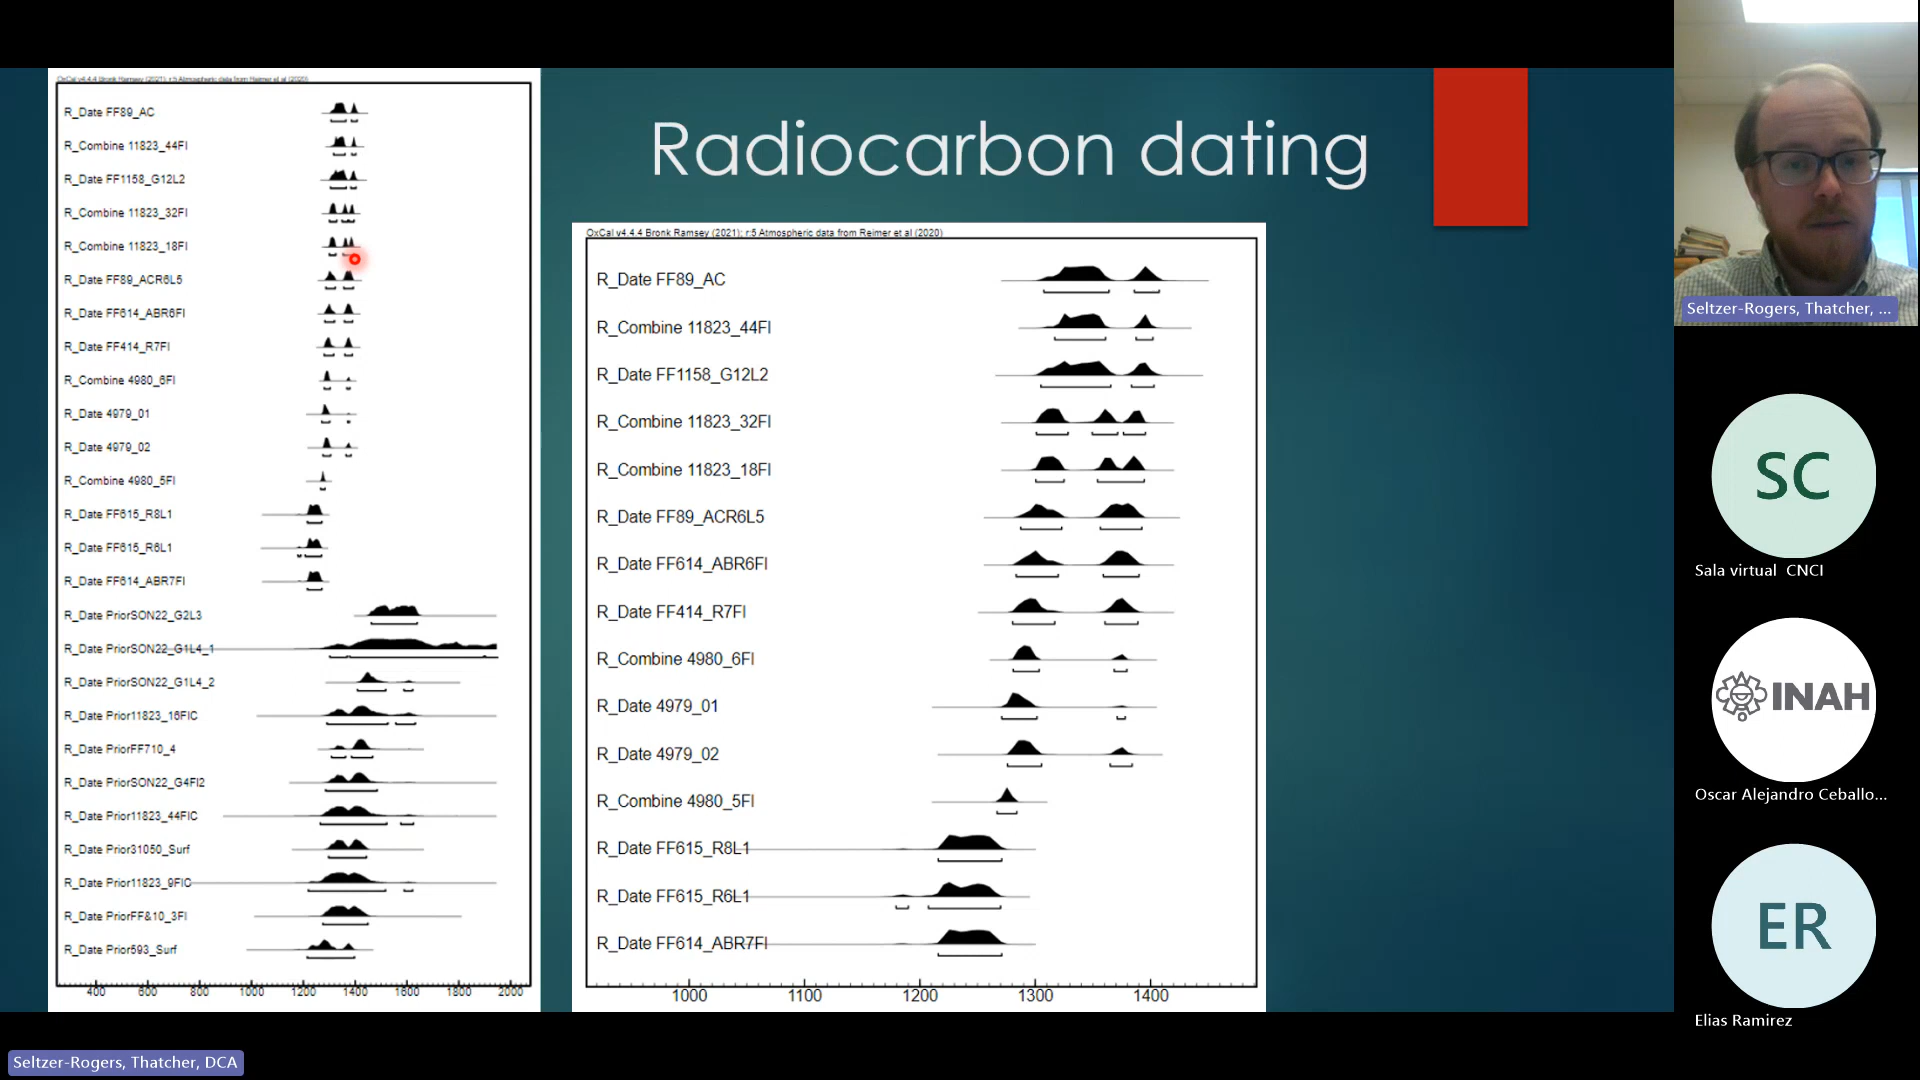 OxCal v4.4.4 Bronk Ramsey (2021); r:5 Atmospheric data from Reimer et al (2020)
R_Date FF89_AC
R_Combine 11823_44FI
R_Date FF1158_G12L2
R_Combine 11823_32FI
R_Combine 11823_18FI
R_Date FF89_ACR6L5
R_Date FF614_ABR6FI
R_Date FF414_R7FI
R_Combine 4980_6FI
R_Date 4979_01
R_Date 4979_02
R_Combine 4980_5FI
R_Date FF615_R8L1
R_Date FF615_R6L1
R_Date FF614_ABR7FI
R_Date PriorSON22_G2L3
R_Date PriorSON22_G1L4_1
R_Date PriorSON22_G1L4_2
R_Date Prior11823_16FIC
R_Date PriorFF710_4
R_Date PriorSON22_G4FI2
R_Date Prior11823_44FIC
R_Date Prior31050_Surf
R_Date Prior11823_9FIC
R_Date PriorFF&10_3FI
R_Date Prior593_Surf
400 600 800 1000 1200 1400 1600 1800 2000
Radiocarbon dating
OxCal v4.4.4 Bronk Ramsey (2021); r:5 Atmospheric data from Reimer et al (2020)
R_Date FF89_AC
R_Combine 11823_44FI
R_Date FF1158_G12L2
R_Combine 11823_32FI
R_Combine 11823_18FI
R_Date FF89_ACR6L5
R_Date FF614_ABR6FI
R_Date FF414_R7FI
R_Combine 4980_6FI
R_Date 4979_01
R_Date 4979_02
R_Combine 4980_5FI
R_Date FF615_R8L1
R_Date FF615_R6L1
R_Date FF614_ABR7FI
1000 1100 1200 1300 1400
Seltzer-Rogers, Thatcher, ...
SC
Sala virtual CNCI
INAH
Oscar Alejandro Ceballo...
ER
Elias Ramirez
Seltzer-Rogers, Thatcher, DCA